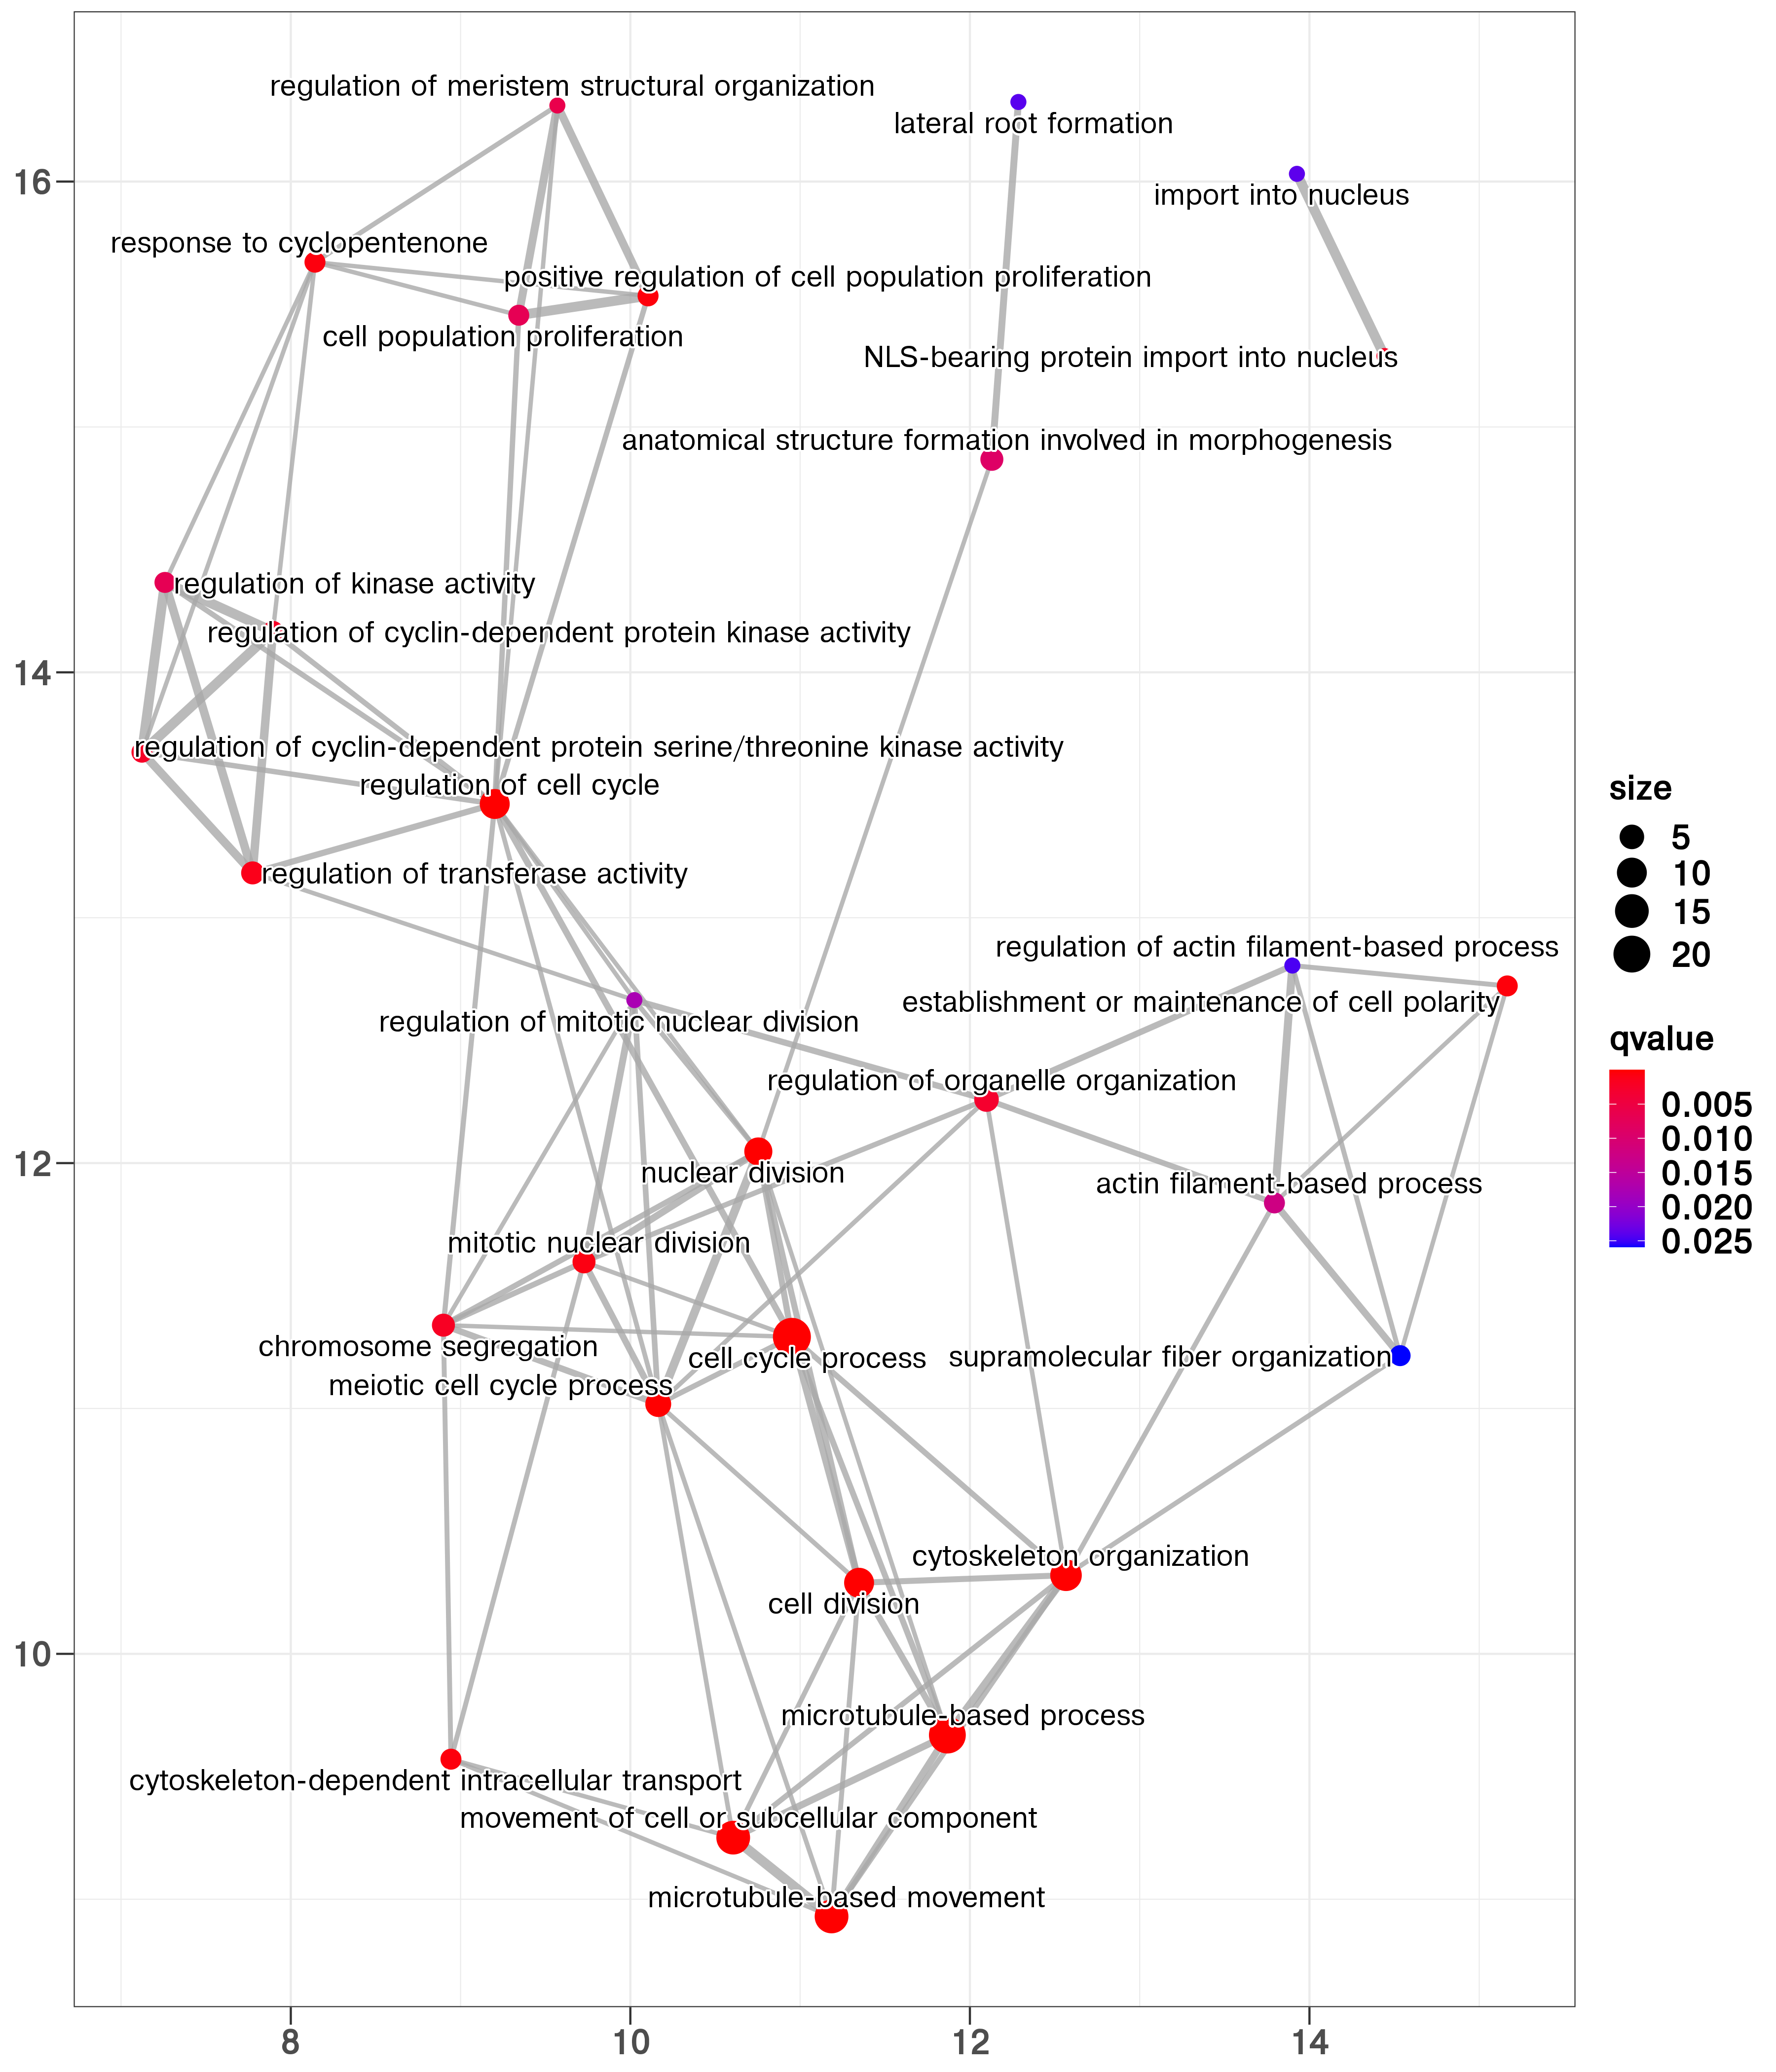 regulation of meristem structural organization
lateral root formation
16
import into nucleus
response to cyclopentenone
positive regulation of cell population proliferation
cell population proliferation
NLS-bearing protein import into nucleus
anatomical structure formation involved in morphogenesis
regulation of kinase activity
regulation of cyclin-dependent protein kinase activity
14
regulation of cyclin-dependent protein serine/threonine kinase activity
regulation of cell cycle
regulation of transferase activity
regulation of actin filament-based process
establishment or maintenance of cell polarity
regulation of mitotic nuclear division
regulation of organelle organization
12
nuclear division
actin filament-based process
mitotic nuclear division
chromosome segregation
cell cycle process
supramolecular fiber organization
meiotic cell cycle process
cytoskeleton organization
cell division
10
microtubule-based process
cytoskeleton-dependent intracellular transport
movement of cell or subcellular component
microtubule-based movement
8
10
12
14
size
5
10
15
20
qvalue
0.005
0.010
0.015
0.020
0.025